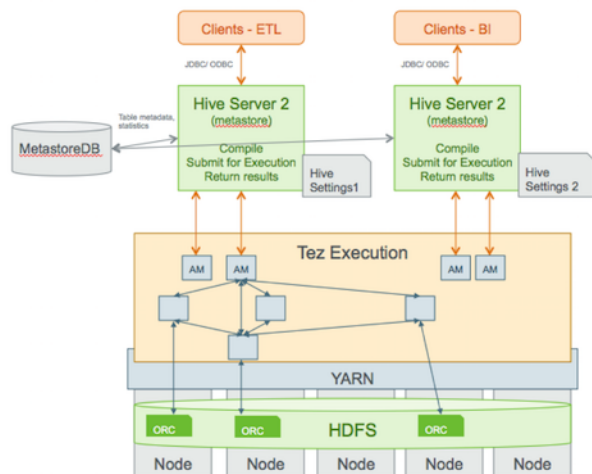 Clients - ETL
Clients - BI
JDBC/ ODBC
JDBC/ ODBC
Table metadata,
statistics
MetastoreDB
Hive Server 2
(metastore)
Compile
Submit for Execution
Return results
Hive
Settings1
Hive Server 2
(metastore)
Compile
Submit for Execution
Return results
Hive
Settings 2
Tez Execution
AM
AM
AM
AM
YARN
ORC
ORC
HDFS
ORC
Node
Node
Node
Node
Node